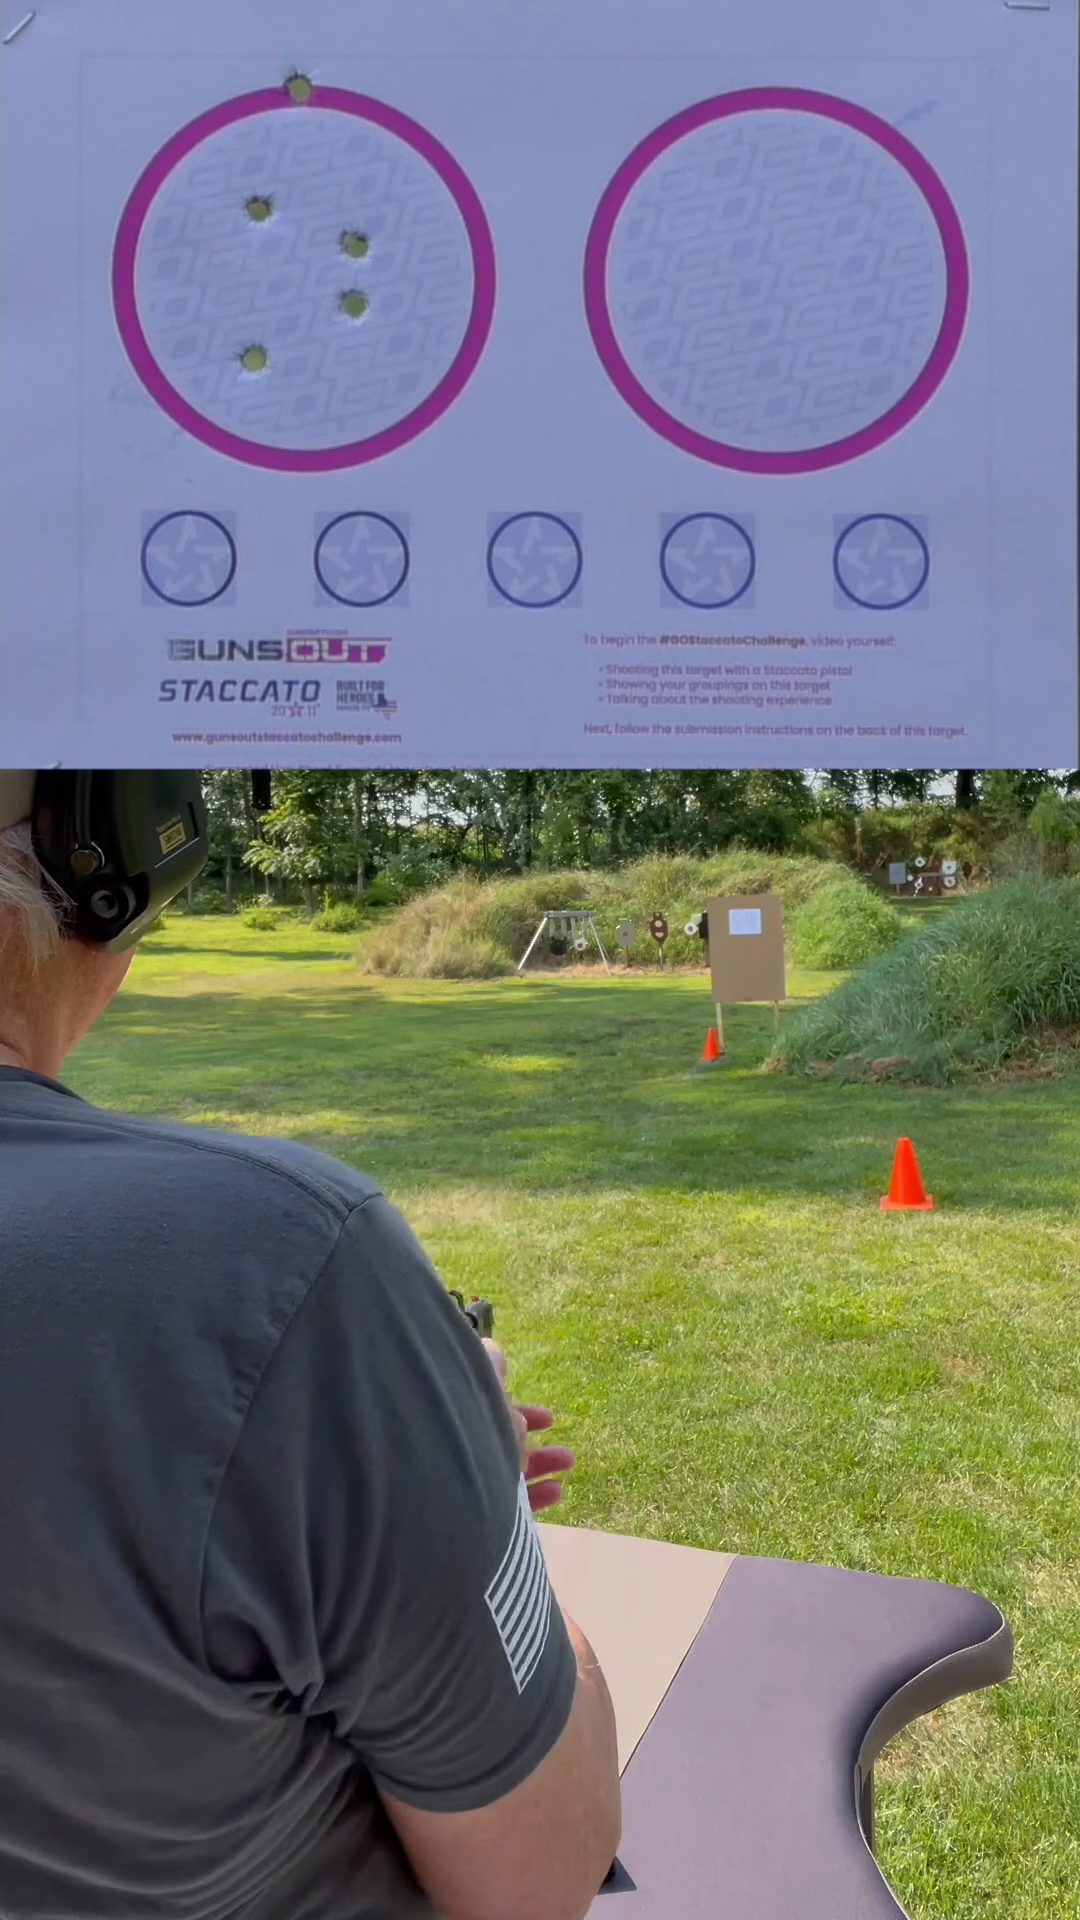 GUNSOUT
STACCATO
2011
BUILT FOR
HEROES
MADE IN
www.gunsoutstaccatochallenge.com
To begin the #GOStaccatoChallenge, video yourself:
• Shooting this target with a Staccato pistol
• Showing your groupings on this target
• Talking about the shooting experience
Next, follow the submission instructions on the back of this target.